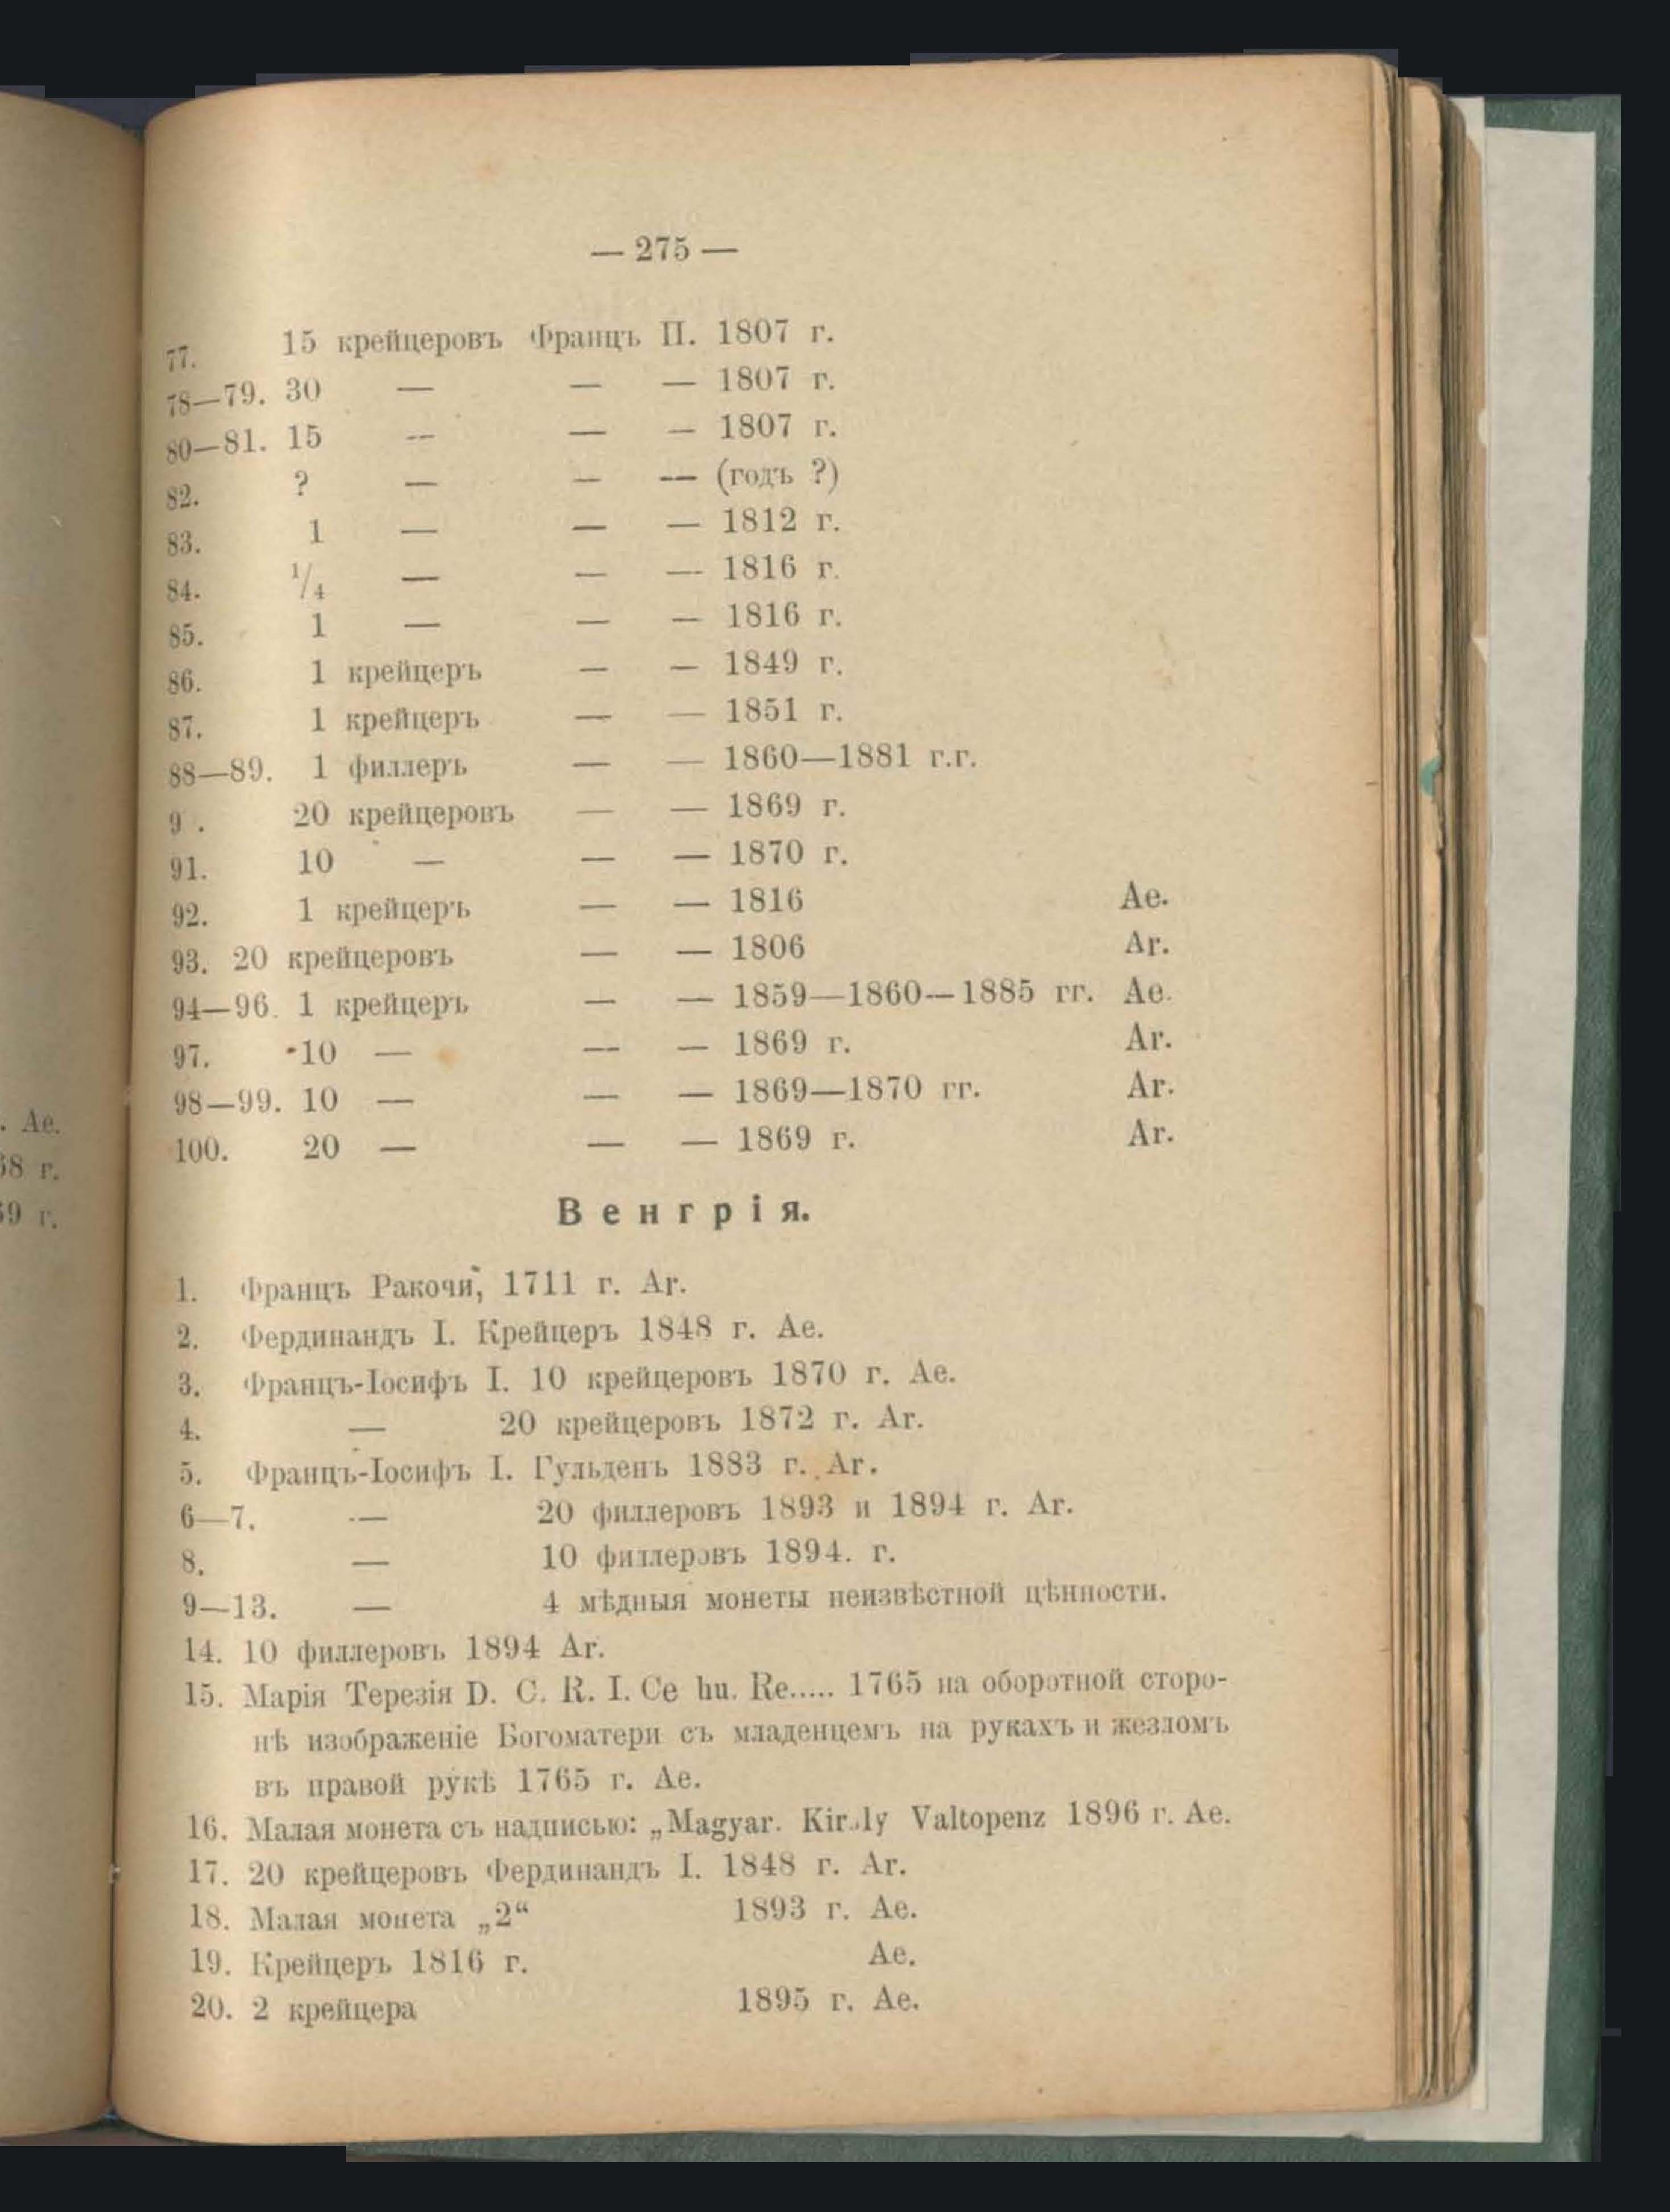 . Ae.
68 г.
69 г.
— 275 —
77. 15 крейцеровъ Францъ II. 1807 г.
78—79. 30 — — — 1807 г.
80—81. 15 — — — 1807 г.
82. ? — — — (годъ ?)
83. 1 — — — 1812 г.
84. 1/4 — — — 1816 г.
85. 1 — — — 1816 г.
86. 1 крейцеръ — — 1849 г.
87. 1 крейцеръ — — 1851 г.
88—89. 1 филлеръ — — 1860—1881 г.г.
9 . 20 крейцеровъ — — 1869 г.
91. 10 — — — 1870 г.
92. 1 крейцеръ — — 1816 Ae.
93. 20 крейцеровъ — — 1806 Ar.
94—96. 1 крейцеръ — — 1859—1860—1885 гг. Ae.
97. 10 — — — 1869 г. Ar.
98—99. 10 — — — 1869—1870 гг. Ar.
100. 20 — — — 1869 г. Ar.
Венгрія.
1. Францъ Ракочи, 1711 г. Ar.
2. Фердинандъ I. Крейцеръ 1848 г. Ae.
3. Францъ-Іосифъ I. 10 крейцеровъ 1870 г. Ae.
4. — 20 крейцеровъ 1872 г. Ar.
5. Францъ-Іосифъ I. Гульденъ 1883 г. Ar.
6—7. — 20 филлеровъ 1893 и 1894 г. Ar.
8. — 10 филлеровъ 1894. г.
9—13. — 4 мѣдныя монеты неизвѣстной цѣнности.
14. 10 филлеровъ 1894 Ar.
15. Марія Терезія D. C. R. I. Ce hu. Re..... 1765 на оборотной сторо-
нѣ изображеніе Богоматери съ младенцемъ на рукахъ и жезломъ
въ правой рукѣ 1765 г. Ae.
16. Малая монета съ надписью: „Magyar. Kiraly Valtopenz 1896 г. Ae.
17. 20 крейцеровъ Фердинандъ I. 1848 г. Ar.
18. Малая монета „2“ 1893 г. Ae.
19. Крейцеръ 1816 г. Ae.
20. 2 крейцера 1895 г. Ae.